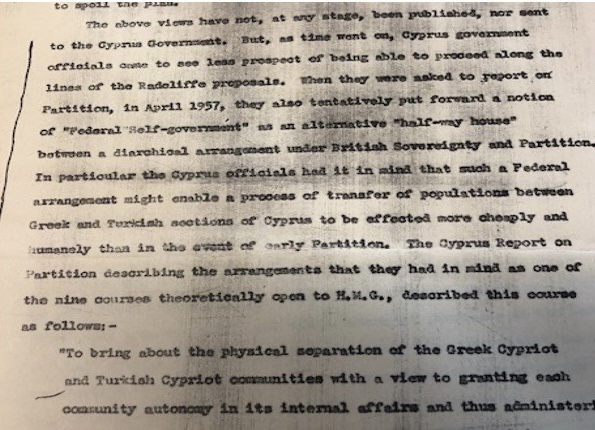 to spoil the plan.
The above views have not, at any stage, been published, nor sent
to the Cyprus Government. But, as time went on, Cyprus government
officials came to see less prospect of being able to proceed along the
lines of the Radcliffe proposals. When they were asked to report on
Partition, in April 1957, they also tentatively put forward a notion
of "Federal Self-government" as an alternative "half-way house"
between a diarchical arrangement under British Sovereignty and Partition.
In particular the Cyprus officials had it in mind that such a Federal
arrangement might enable a process of transfer of populations between
Greek and Turkish sections of Cyprus to be effected more cheaply and
humanely than in the event of early Partition. The Cyprus Report on
Partition describing the arrangements that they had in mind as one of
the nine courses theoretically open to H.M.G., described this course
as follows:-
"To bring about the physical separation of the Greek Cypriot
and Turkish Cypriot communities with a view to granting each
community autonomy in its internal affairs and thus administeri